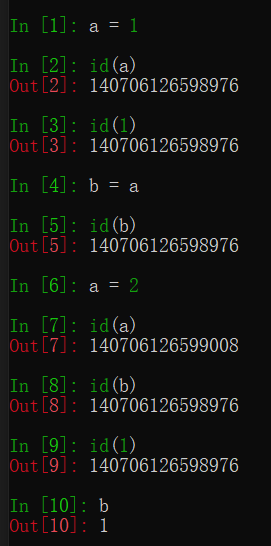 In [1]: a = 1
In [2]: id(a)
Out[2]: 140706126598976
In [3]: id(1)
Out[3]: 140706126598976
In [4]: b = a
In [5]: id(b)
Out[5]: 140706126598976
In [6]: a = 2
In [7]: id(a)
Out[7]: 140706126599008
In [8]: id(b)
Out[8]: 140706126598976
In [9]: id(1)
Out[9]: 140706126598976
In [10]: b
Out[10]: 1